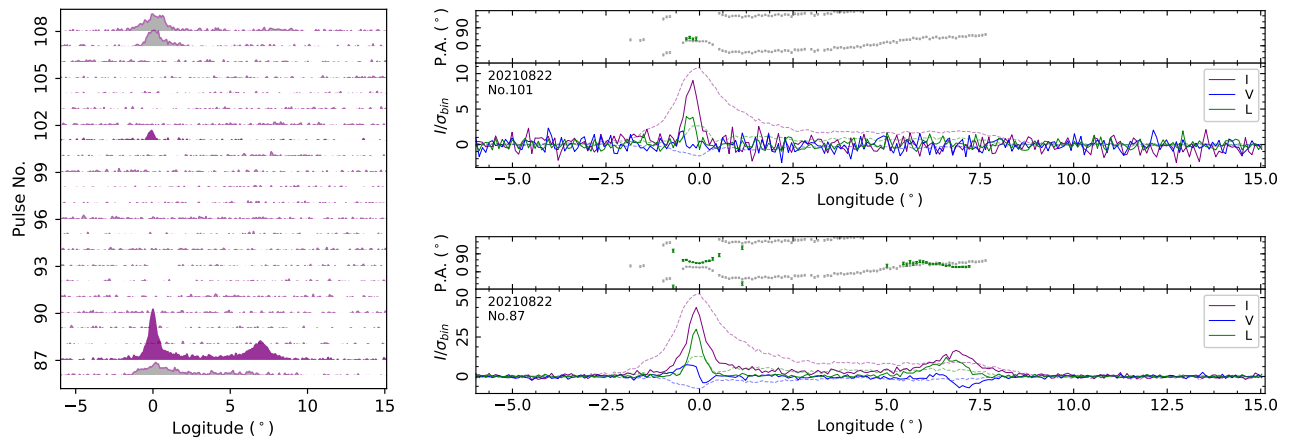 Pulse No.
108
105
102
99
96
93
90
87
−5
0
5
10
15
Logitude (°)
P.A. (°)
0 90
20210822
No.101
I
V
L
I/σbin
10
5
0
−5.0
−2.5
0.0
2.5
5.0
7.5
10.0
12.5
15.0
Longitude (°)
P.A. (°)
0 90
20210822
No.87
I
V
L
I/σbin
50
25
0
−5.0
−2.5
0.0
2.5
5.0
7.5
10.0
12.5
15.0
Longitude (°)